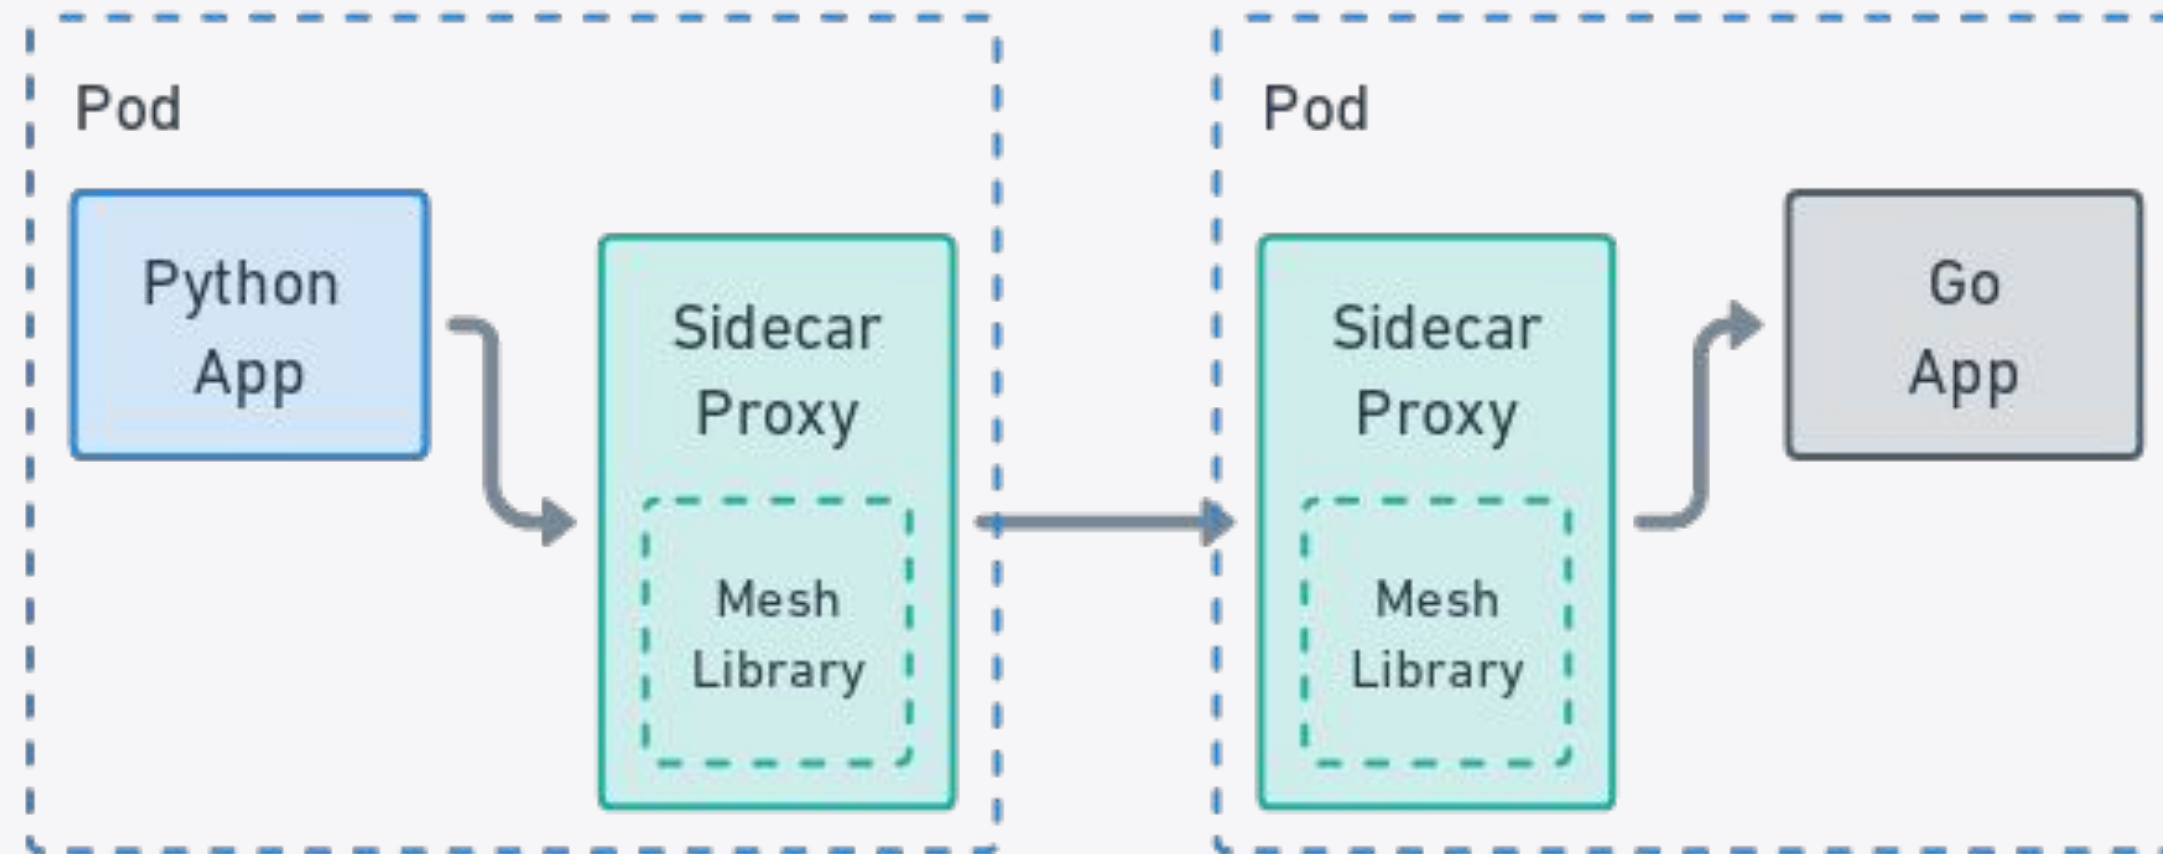 Pod
Python
App
Sidecar
Proxy
Mesh
Library
Pod
Sidecar
Proxy
Mesh
Library
Go
App